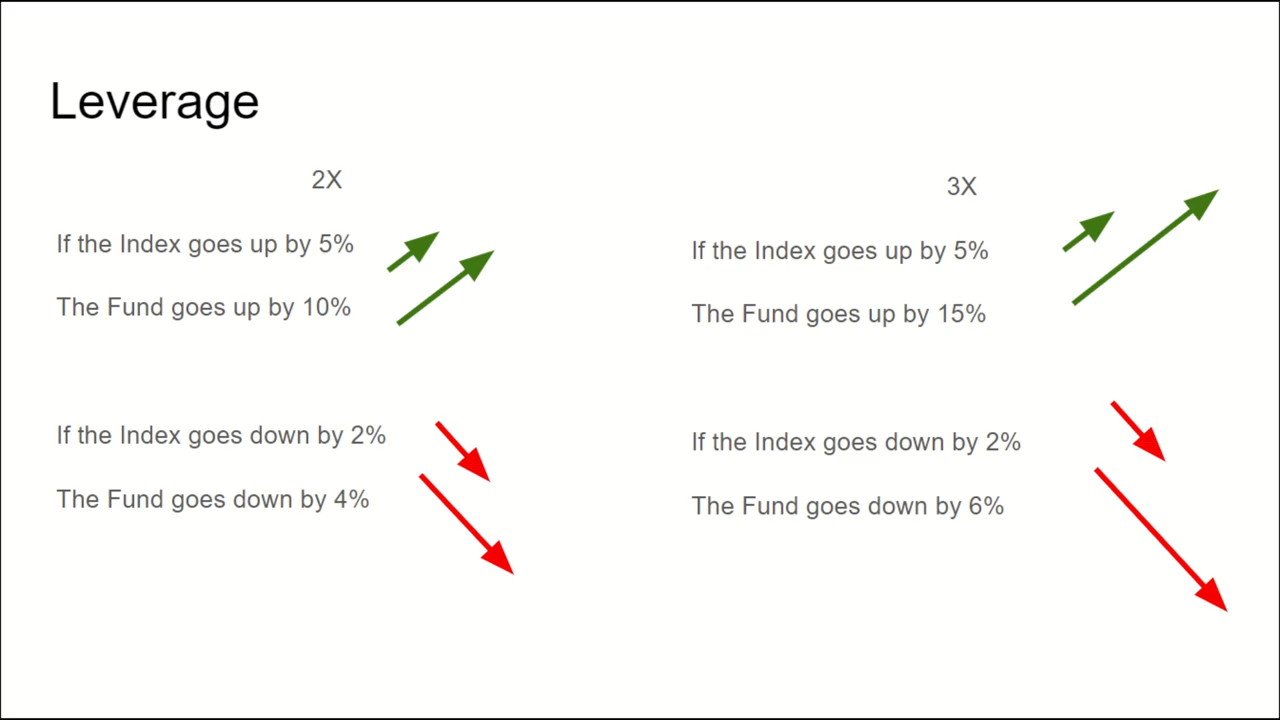 Leverage
2X
If the Index goes up by 5%
The Fund goes up by 10%
If the Index goes down by 2%
The Fund goes down by 4%
3X
If the Index goes up by 5%
The Fund goes up by 15%
If the Index goes down by 2%
The Fund goes down by 6%